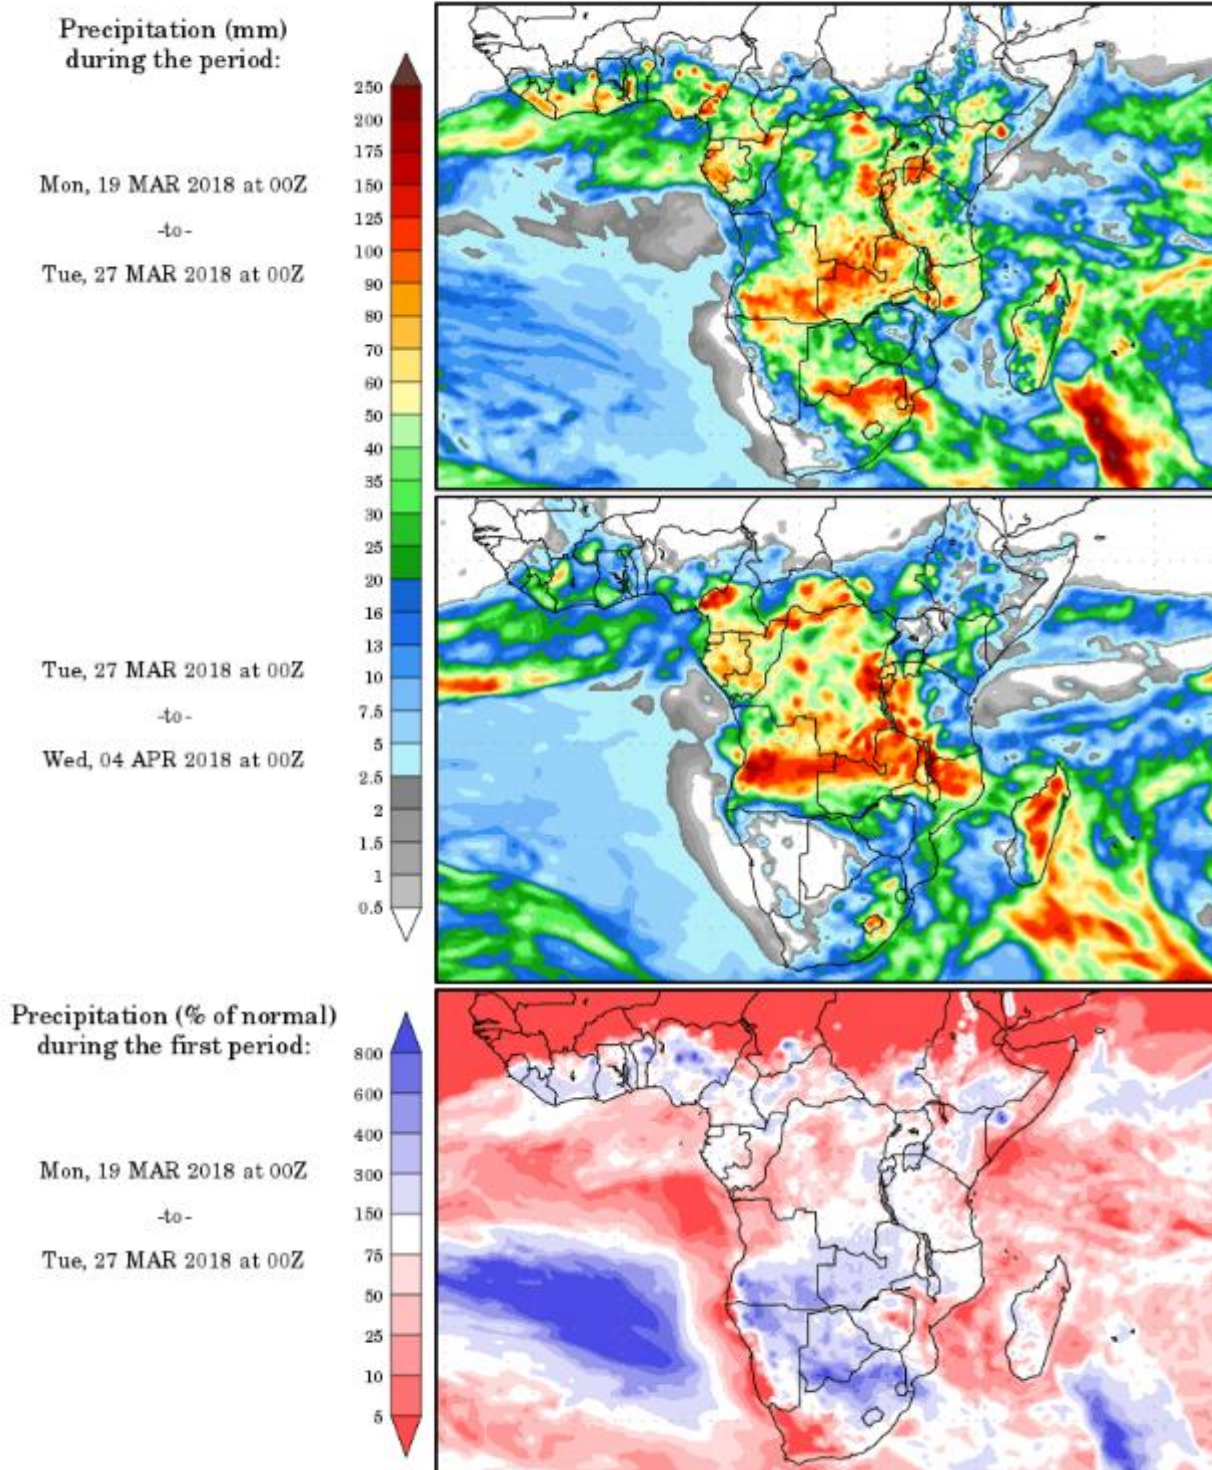 Precipitation (mm)
during the period:
Mon, 19 MAR 2018 at 00Z
-to-
Tue, 27 MAR 2018 at 00Z
250
200
175
150
125
100
90
80
70
60
50
40
35
30
25
20
16
13
10
7.5
5
2.5
2
1.5
1
0.5
Tue, 27 MAR 2018 at 00Z
-to-
Wed, 04 APR 2018 at 00Z
Precipitation (% of normal)
during the first period:
Mon, 19 MAR 2018 at 00Z
-to-
Tue, 27 MAR 2018 at 00Z
800
600
400
300
150
75
50
25
10
5